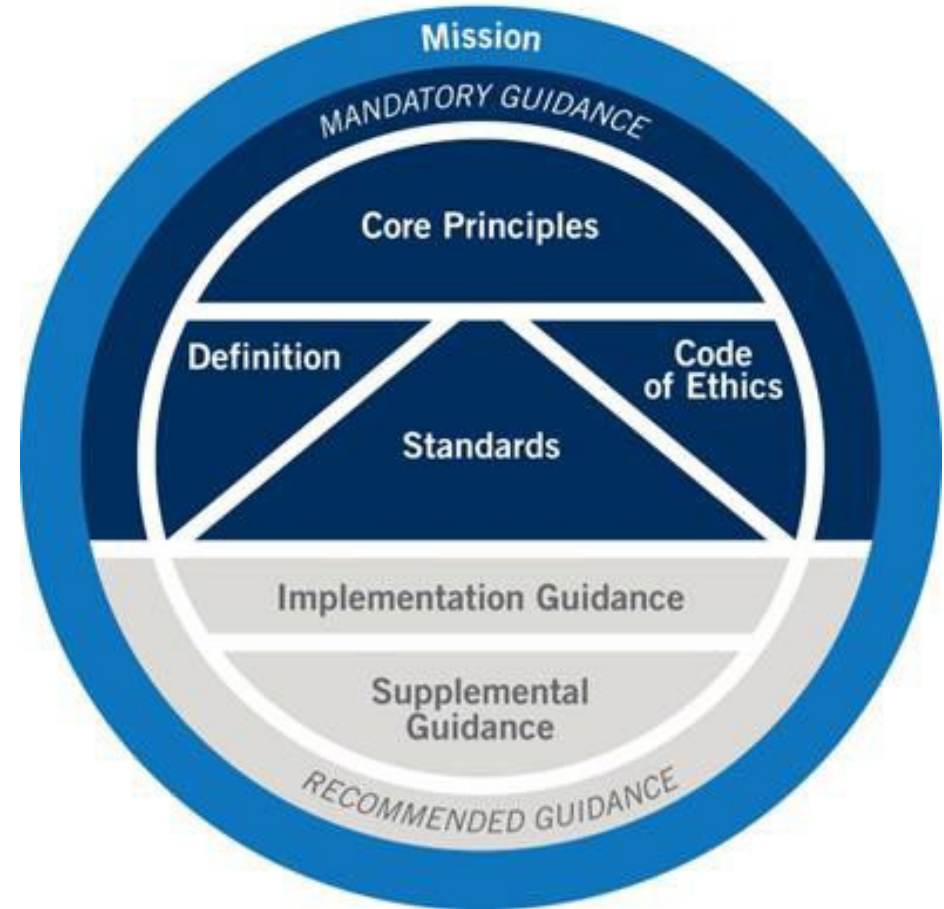 Mission
MANDATORY GUIDANCE
Core Principles
Definition
Code
of Ethics
Standards
Implementation Guidance
Supplemental
Guidance
RECOMMENDED GUIDANCE